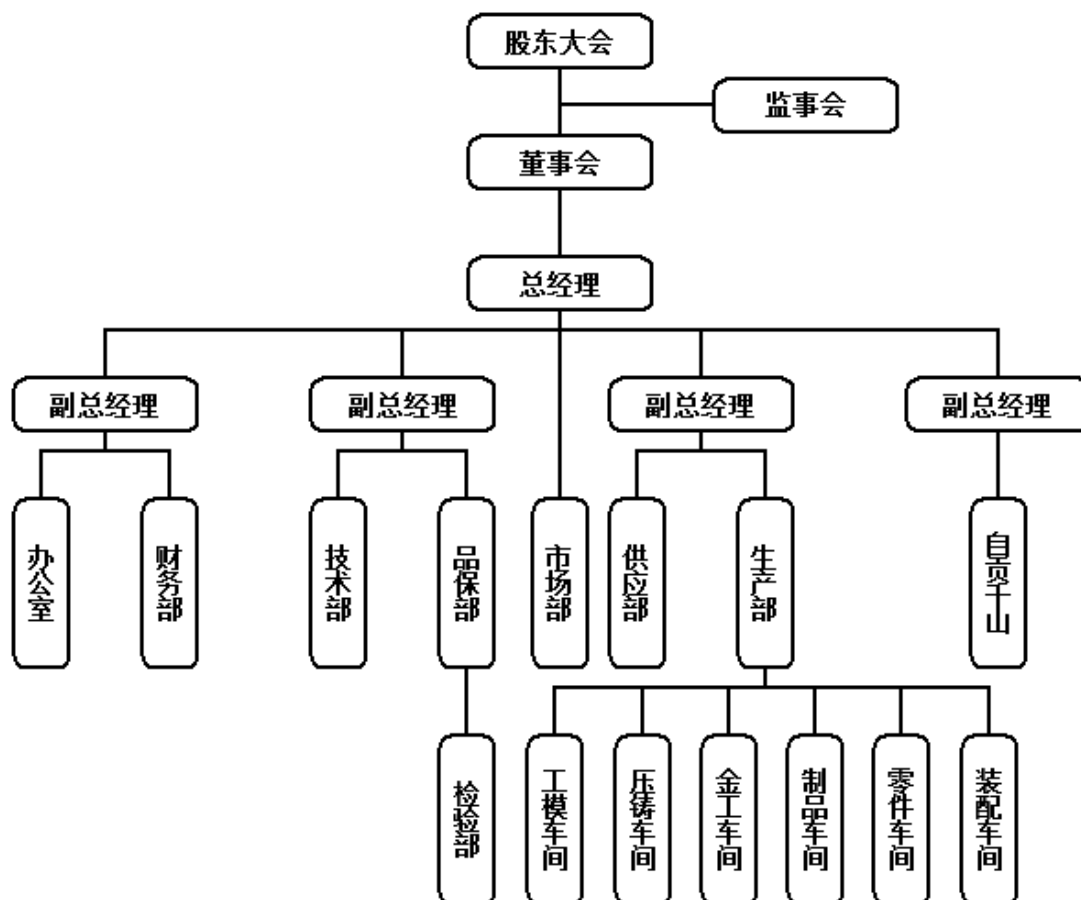 股东大会
监事会
董事会
总经理
副总经理
副总经理
副总经理
副总经理
办公室
财务部
技术部
品保部
市场部
供应部
生产部
自贡千山
检验部
工模车间
压铸车间
金工车间
制品车间
零件车间
装配车间